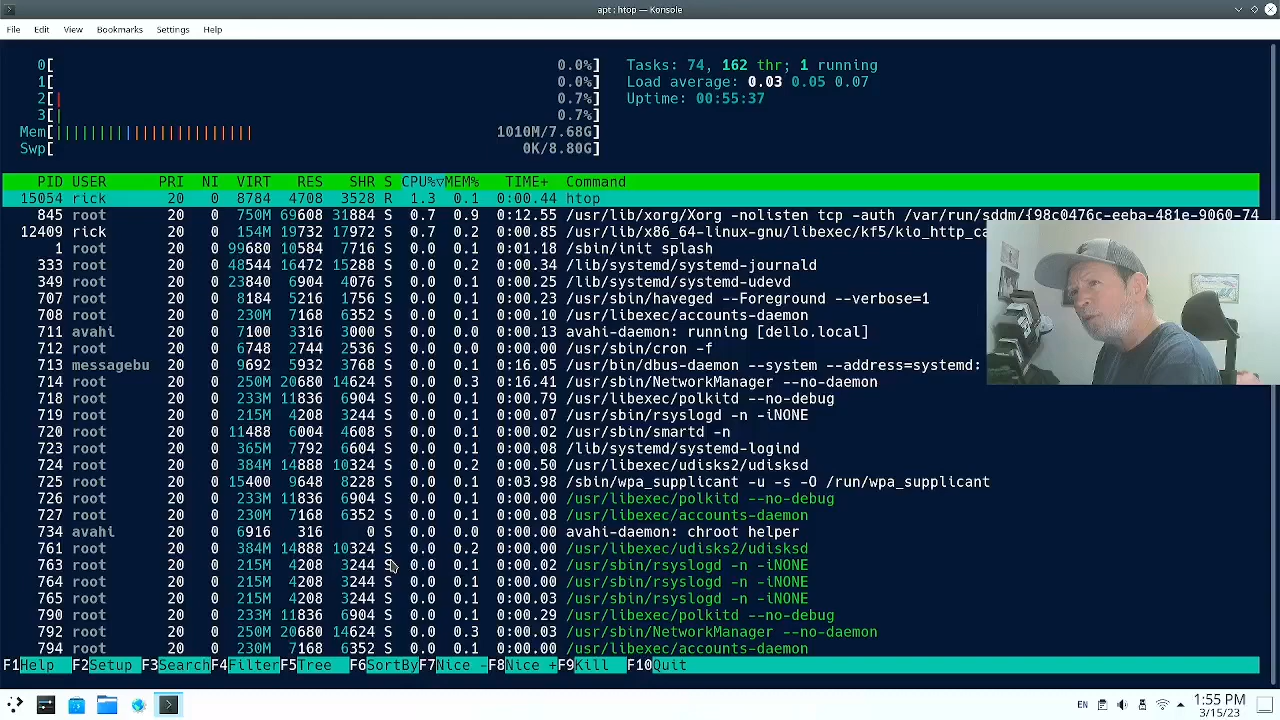 apt : htop — Konsole
File Edit View Bookmarks Settings Help
0[ 0.0%] Tasks: 74, 162 thr; 1 running
1[ 0.0%] Load average: 0.03 0.05 0.07
2[| 0.7%] Uptime: 00:55:37
3[| 0.7%]
Mem[||||||||||||||||||||||| 1010M/7.68G]
Swp[ 0K/8.80G]
PID USER PRI NI VIRT RES SHR S CPU%▽MEM% TIME+ Command
15054 rick 20 0 8784 4708 3528 R 1.3 0.1 0:00.44 htop
845 root 20 0 750M 69608 31884 S 0.7 0.9 0:12.55 /usr/lib/xorg/Xorg -nolisten tcp -auth /var/run/sddm/{98c0476c-eeba-481e-9060-74
12409 rick 20 0 154M 19732 17972 S 0.7 0.2 0:00.85 /usr/lib/x86_64-linux-gnu/libexec/kf5/kio_http_ca
1 root 20 0 99680 10584 7716 S 0.0 0.1 0:01.18 /sbin/init splash
333 root 20 0 48544 16472 15288 S 0.0 0.2 0:00.34 /lib/systemd/systemd-journald
349 root 20 0 23840 6904 4076 S 0.0 0.1 0:00.25 /lib/systemd/systemd-udevd
707 root 20 0 8184 5216 1756 S 0.0 0.1 0:00.23 /usr/sbin/haveged --Foreground --verbose=1
708 root 20 0 230M 7168 6352 S 0.0 0.1 0:00.10 /usr/libexec/accounts-daemon
711 avahi 20 0 7100 3316 3000 S 0.0 0.0 0:00.13 avahi-daemon: running [dello.local]
712 root 20 0 6748 2744 2536 S 0.0 0.0 0:00.00 /usr/sbin/cron -f
713 messagebu 20 0 9692 5932 3768 S 0.0 0.1 0:16.05 /usr/bin/dbus-daemon --system --address=systemd:
714 root 20 0 250M 20680 14624 S 0.0 0.3 0:16.41 /usr/sbin/NetworkManager --no-daemon
718 root 20 0 233M 11836 6904 S 0.0 0.1 0:00.79 /usr/libexec/polkitd --no-debug
719 root 20 0 215M 4208 3244 S 0.0 0.1 0:00.07 /usr/sbin/rsyslogd -n -iNONE
720 root 20 0 11488 6004 4608 S 0.0 0.1 0:00.02 /usr/sbin/smartd -n
723 root 20 0 365M 7792 6604 S 0.0 0.1 0:00.08 /lib/systemd/systemd-logind
724 root 20 0 384M 14888 10324 S 0.0 0.2 0:00.50 /usr/libexec/udisks2/udisksd
725 root 20 0 15400 9648 8228 S 0.0 0.1 0:03.98 /sbin/wpa_supplicant -u -s -O /run/wpa_supplicant
726 root 20 0 233M 11836 6904 S 0.0 0.1 0:00.00 /usr/libexec/polkitd --no-debug
727 root 20 0 230M 7168 6352 S 0.0 0.1 0:00.08 /usr/libexec/accounts-daemon
734 avahi 20 0 6916 316 0 S 0.0 0.0 0:00.00 avahi-daemon: chroot helper
761 root 20 0 384M 14888 10324 S 0.0 0.2 0:00.00 /usr/libexec/udisks2/udisksd
763 root 20 0 215M 4208 3244 S 0.0 0.1 0:00.02 /usr/sbin/rsyslogd -n -iNONE
764 root 20 0 215M 4208 3244 S 0.0 0.1 0:00.00 /usr/sbin/rsyslogd -n -iNONE
765 root 20 0 215M 4208 3244 S 0.0 0.1 0:00.03 /usr/sbin/rsyslogd -n -iNONE
790 root 20 0 233M 11836 6904 S 0.0 0.1 0:00.29 /usr/libexec/polkitd --no-debug
792 root 20 0 250M 20680 14624 S 0.0 0.3 0:00.03 /usr/sbin/NetworkManager --no-daemon
794 root 20 0 230M 7168 6352 S 0.0 0.1 0:00.00 /usr/libexec/accounts-daemon
F1Help F2Setup F3Search F4Filter F5Tree F6SortBy F7Nice - F8Nice + F9Kill F10Quit
EN 1:55 PM
3/15/23